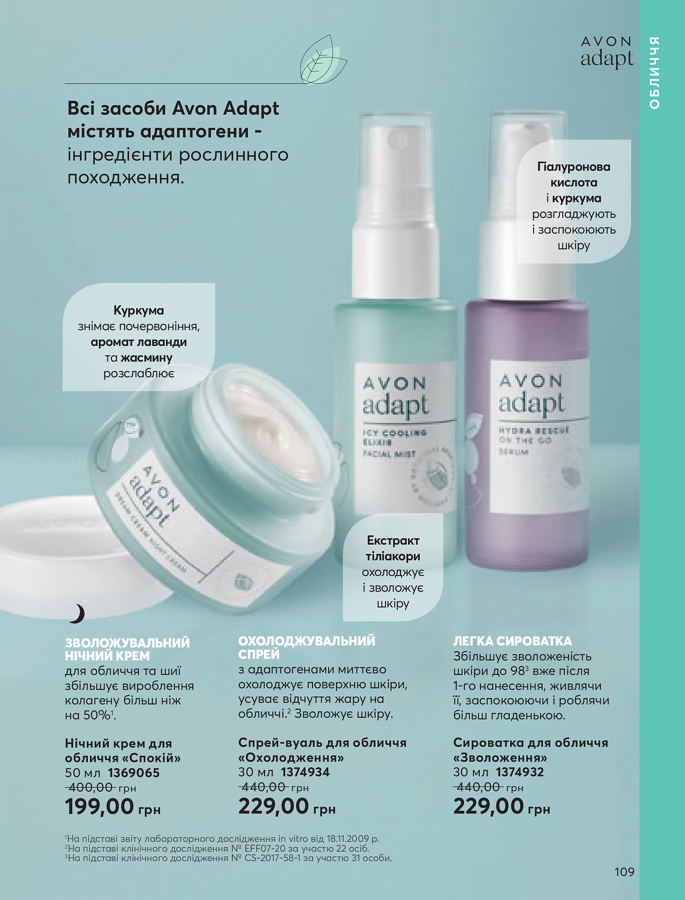 AVON
adapt
ОБЛИЧЧЯ
Всі засоби Avon Adapt
містять адаптогени -
інгредієнти рослинного
походження.
Гіалуронова
кислота
і куркума
розгладжують
і заспокоюють
шкіру
Куркума
знімає почервоніння,
аромат лаванди
та жасмину
розслаблює
AVON
adapt
ICY COOLING
ELIXIR
FACIAL MIST
AVON
adapt
HYDRA RESCUE
ON THE GO
SERUM
AVON
adapt
DREAM CREAM NIGHT CREAM
Екстракт
тіліакори
охолоджує
і зволожує
шкіру
ЗВОЛОЖУВАЛЬНИЙ
НІЧНИЙ КРЕМ
для обличчя та шиї
збільшує вироблення
колагену більш ніж
на 50%¹.
Нічний крем для
обличчя «Спокій»
50 мл 1369065
400,00 грн
199,00 грн
ОХОЛОДЖУВАЛЬНИЙ
СПРЕЙ
з адаптогенами миттєво
охолоджує поверхню шкіри,
усуває відчуття жару на
обличчі.² Зволожує шкіру.
Спрей-вуаль для обличчя
«Охолодження»
30 мл 1374934
440,00 грн
229,00 грн
ЛЕГКА СИРОВАТКА
Збільшує зволоженість
шкіри до 98³ вже після
1-го нанесення, живлячи
її, заспокоюючи і роблячи
більш гладенькою.
Сироватка для обличчя
«Зволоження»
30 мл 1374932
440,00 грн
229,00 грн
¹На підставі звіту лабораторного дослідження in vitro від 18.11.2009 р.
²На підставі клінічного дослідження № EFF07-20 за участю 22 осіб.
³На підставі клінічного дослідження № CS-2017-58-1 за участю 31 особи.
109